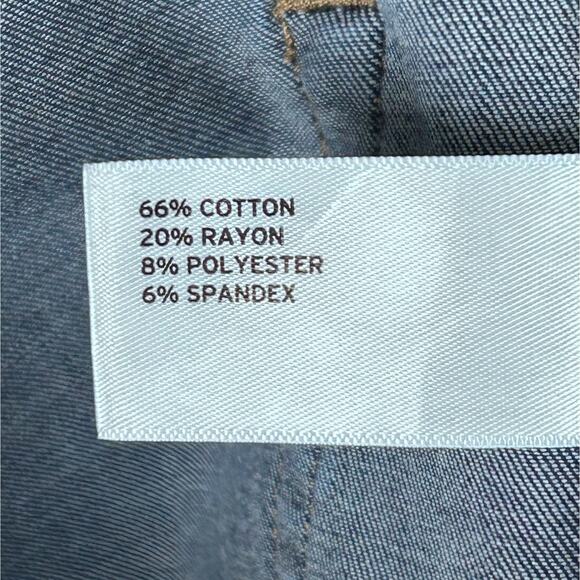 66% COTTON
20% RAYON
8% POLYESTER
6% SPANDEX